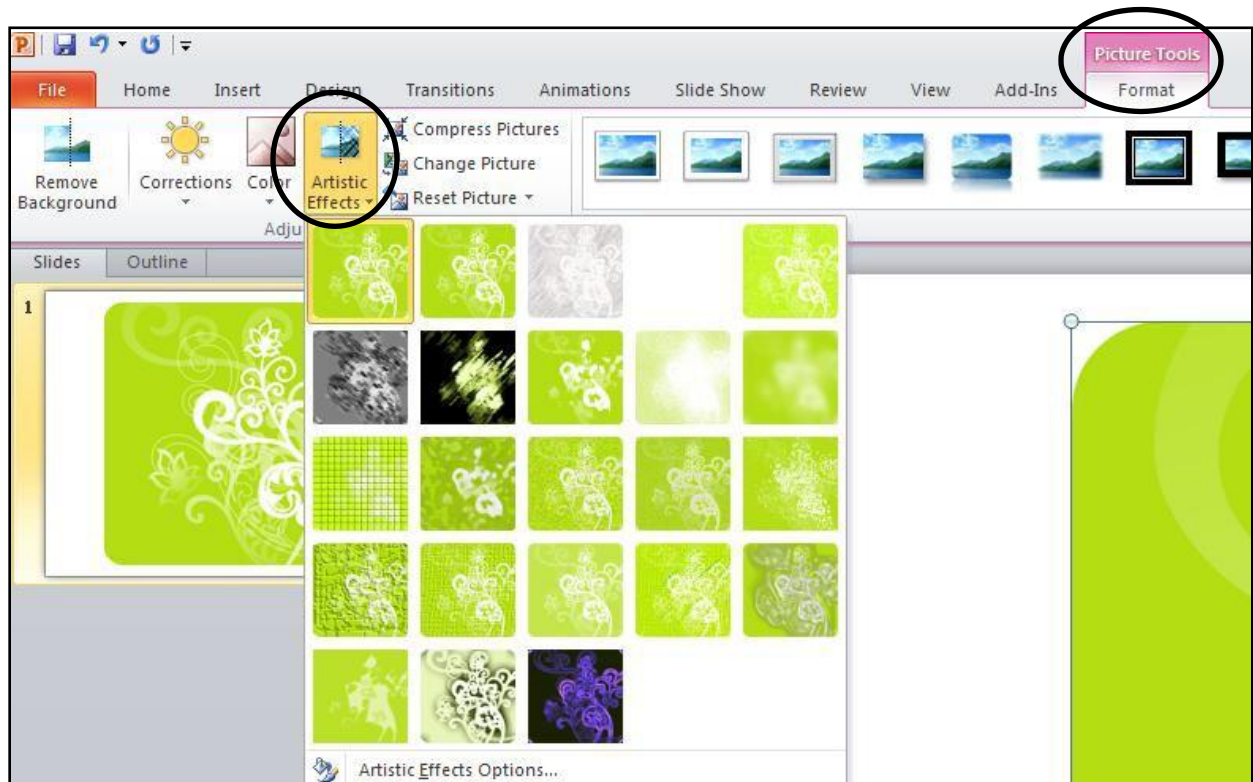 P
Picture Tools
File Home Insert Design Transitions Animations Slide Show Review View Add-Ins Format
Remove Background
Corrections
Color
Artistic Effects
Compress Pictures
Change Picture
Reset Picture
Adju
Slides Outline
1
Artistic Effects Options...